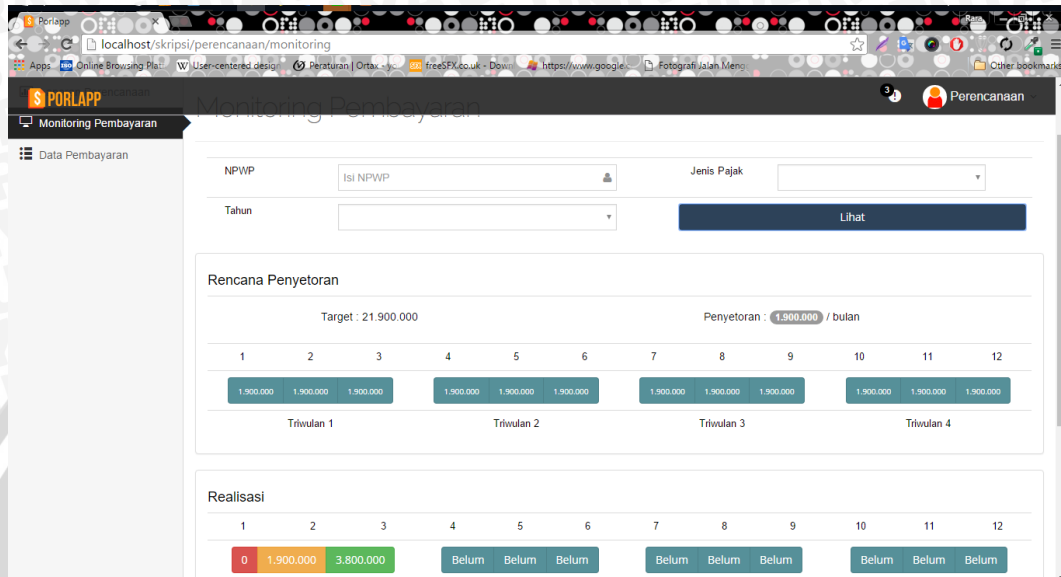 Porlapp
Rara
localhost/skripsi/perencanaan/monitoring
Apps
Online Browsing Plat
User-centered desig
Peraturan | Ortax - y
freeSFX.co.uk - Down
https://www.google
Fotografi Jalan Meng
Other bookmarks
PORLAPP
3
Perencanaan
Monitoring Pembayaran
Monitoring Pembayaran
Data Pembayaran
NPWP
Isi NPWP
Jenis Pajak
Tahun
Lihat
Rencana Penyetoran
Target : 21.900.000
Penyetoran : 1.900.000 / bulan
1 2 3 4 5 6 7 8 9 10 11 12
1.900.000 1.900.000 1.900.000 1.900.000 1.900.000 1.900.000 1.900.000 1.900.000 1.900.000 1.900.000 1.900.000 1.900.000
Triwulan 1 Triwulan 2 Triwulan 3 Triwulan 4
Realisasi
1 2 3 4 5 6 7 8 9 10 11 12
0 1.900.000 3.800.000 Belum Belum Belum Belum Belum Belum Belum Belum Belum